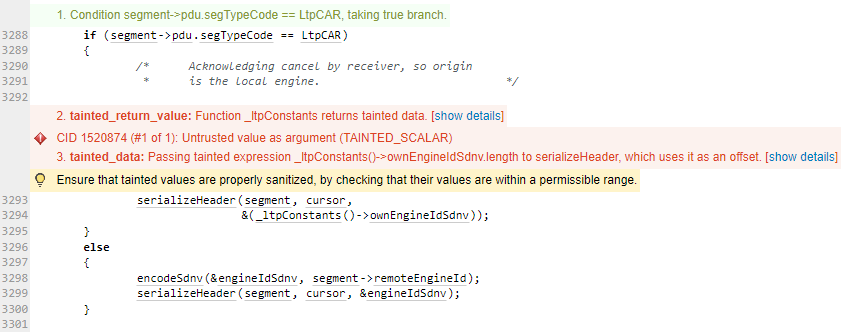 1. Condition segment->pdu.segTypeCode == LtpCAR, taking true branch.
3288 if (segment->pdu.segTypeCode == LtpCAR)
3289 {
3290 /* Acknowledging cancel by receiver, so origin
3291 * is the local engine. */
3292
2. tainted_return_value: Function _ltpConstants returns tainted data. [show details]
CID 1520874 (#1 of 1): Untrusted value as argument (TAINTED_SCALAR)
3. tainted_data: Passing tainted expression _ltpConstants()->ownEngineIdSdnv.length to serializeHeader, which uses it as an offset. [show details]
Ensure that tainted values are properly sanitized, by checking that their values are within a permissible range.
3293 serializeHeader(segment, cursor,
3294 &(_ltpConstants()->ownEngineIdSdnv));
3295 }
3296 else
3297 {
3298 encodeSdnv(&engineIdSdnv, segment->remoteEngineId);
3299 serializeHeader(segment, cursor, &engineIdSdnv);
3300 }
3301